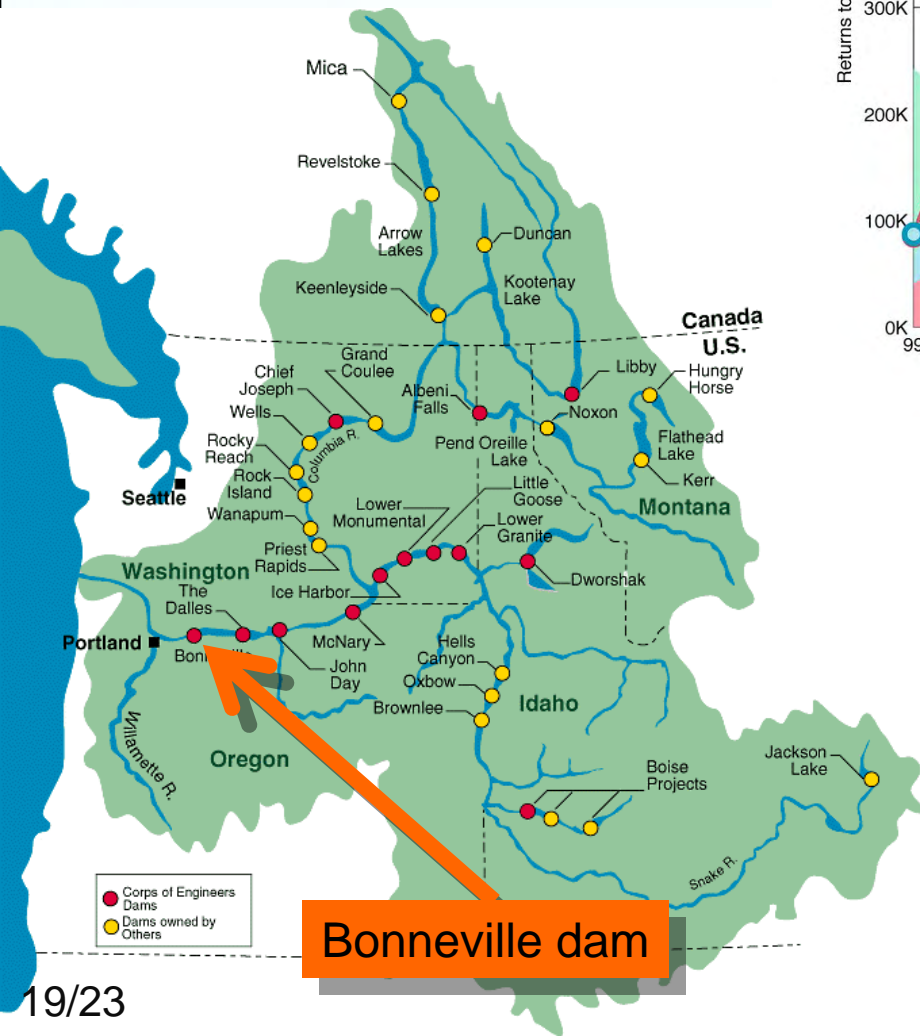 300K
Returns to
200K
100K
0K
99
Mica
Revelstoke
Arrow
Lakes
Duncan
Kootenay
Lake
Keenleyside
Canada
U.S.
Grand
Coulee
Chief
Joseph
Libby
Hungry
Horse
Albeni
Falls
Wells
Noxon
Columbia R.
Rocky
Reach
Pend Oreille
Lake
Flathead
Lake
Rock
Island
Kerr
Seattle
Little
Goose
Wanapum
Lower
Monumental
Montana
Lower
Granite
Priest
Rapids
Washington
Ice Harbor
Dworshak
The
Dalles
Portland
McNary
Hells
Canyon
John
Day
Oxbow
Idaho
Brownlee
Willamette R.
Oregon
Boise
Projects
Jackson
Lake
Snake R.
Corps of Engineers
Dams
Dams owned by
Others
Bonneville dam
19/23